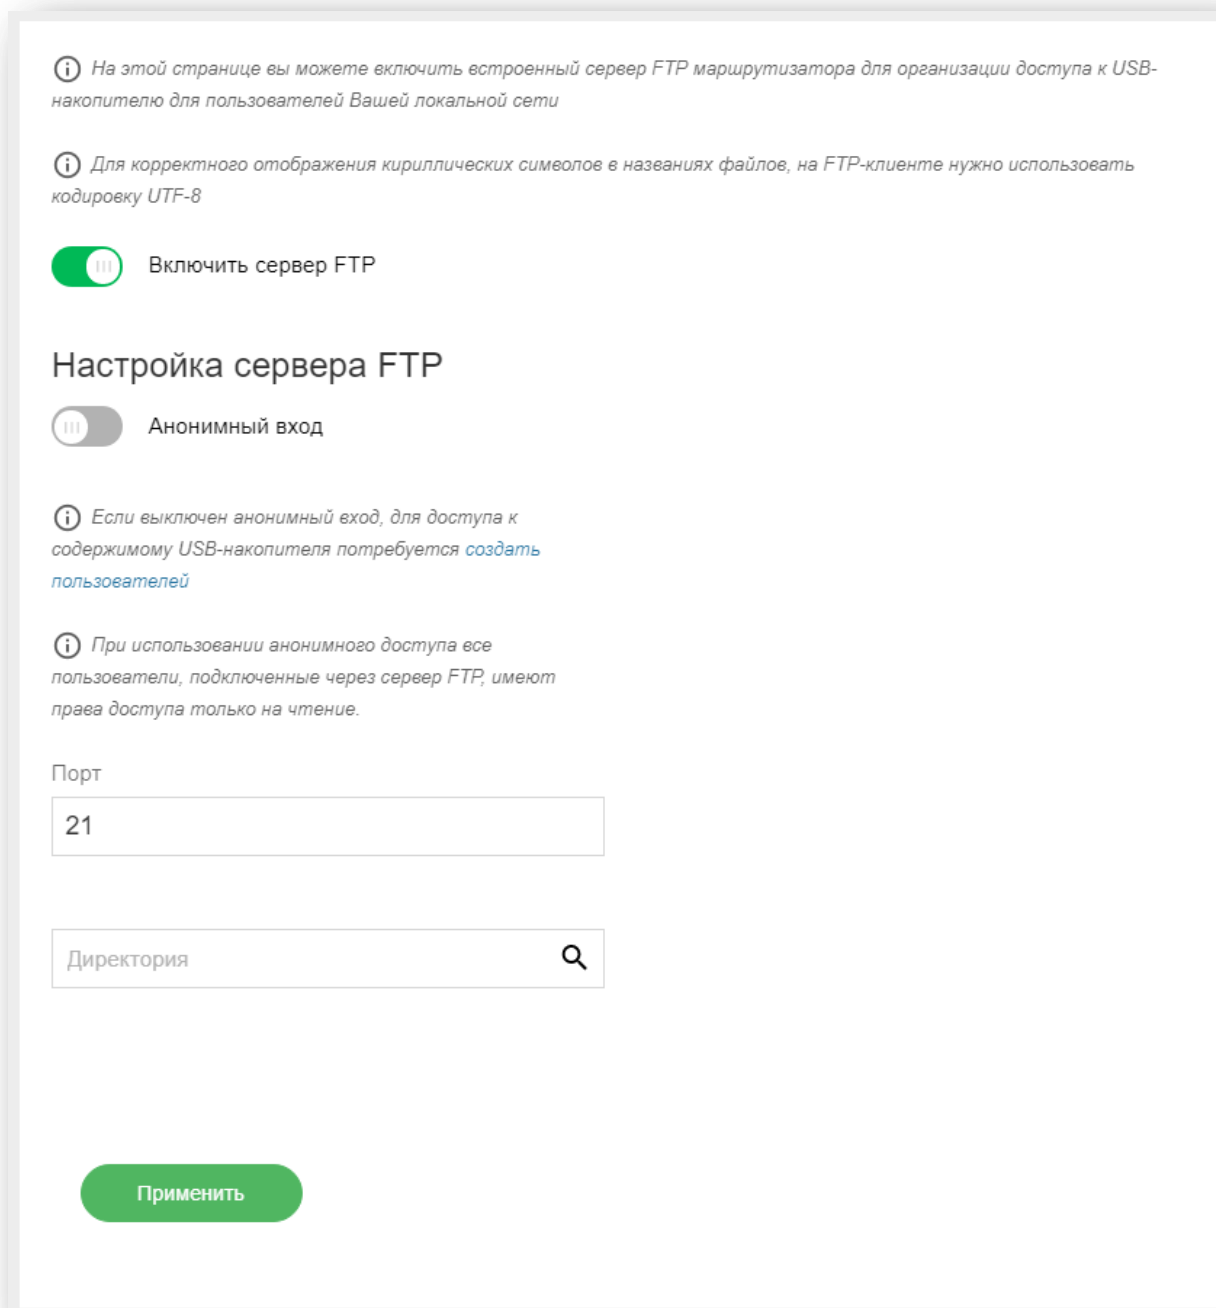 На этой странице вы можете включить встроенный сервер FTP маршрутизатора для организации доступа к USB-
накопителю для пользователей Вашей локальной сети
Для корректного отображения кириллических символов в названиях файлов, на FTP-клиенте нужно использовать
кодировку UTF-8
Включить сервер FTP
Настройка сервера FTP
Анонимный вход
Если выключен анонимный вход, для доступа к
содержимому USB-накопителя потребуется создать
пользователей
При использовании анонимного доступа все
пользователи, подключенные через сервер FTP, имеют
права доступа только на чтение.
Порт
21
Директория
Применить